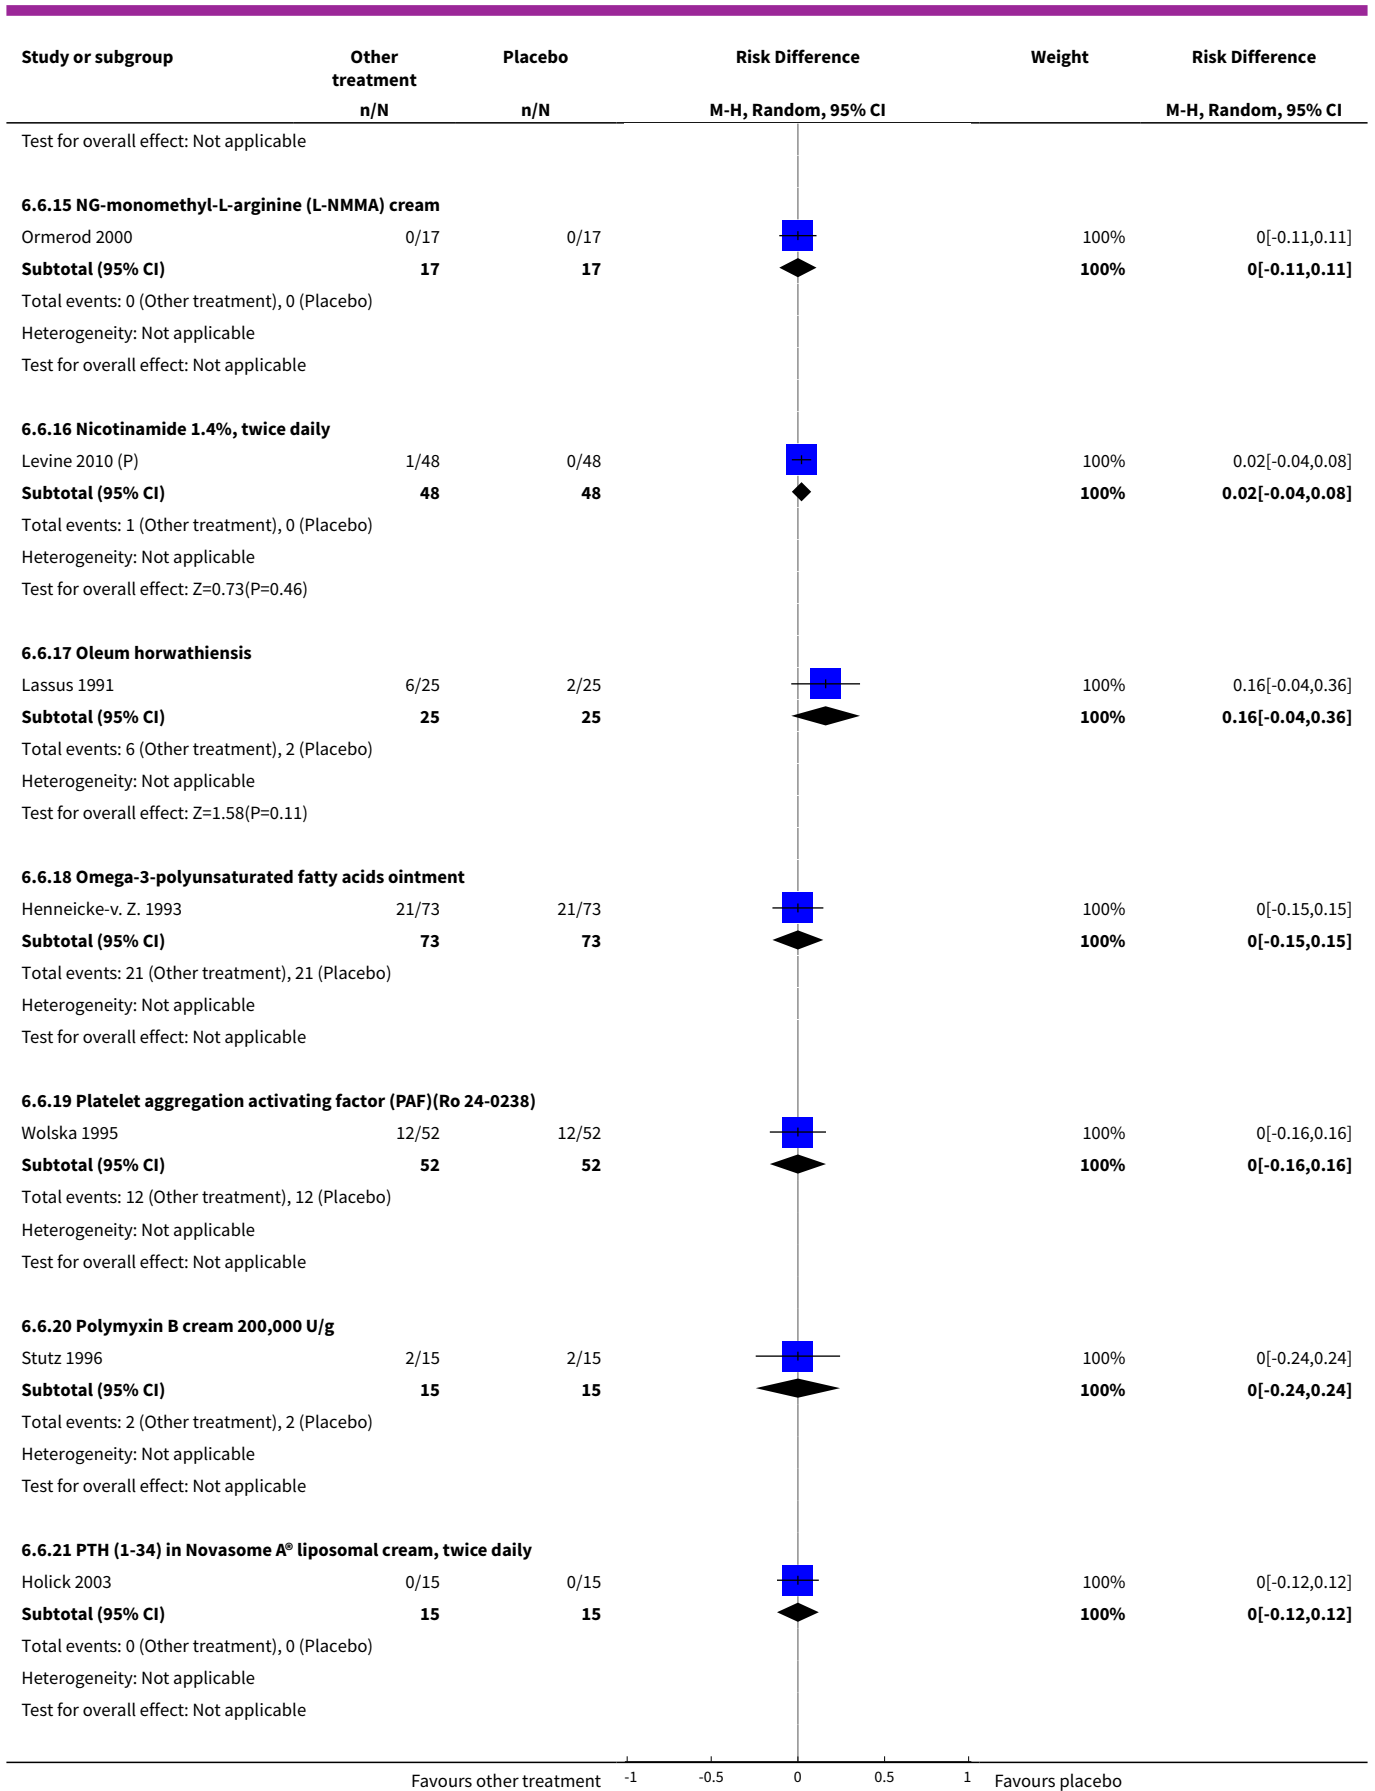 Study or subgroup Other treatment Placebo Risk Difference Weight Risk Difference
n/N n/N M-H, Random, 95% CI M-H, Random, 95% CI
Test for overall effect: Not applicable
6.6.15 NG-monomethyl-L-arginine (L-NMMA) cream
Ormerod 2000 0/17 0/17 100% 0[-0.11,0.11]
Subtotal (95% CI) 17 17 100% 0[-0.11,0.11]
Total events: 0 (Other treatment), 0 (Placebo)
Heterogeneity: Not applicable
Test for overall effect: Not applicable
6.6.16 Nicotinamide 1.4%, twice daily
Levine 2010 (P) 1/48 0/48 100% 0.02[-0.04,0.08]
Subtotal (95% CI) 48 48 100% 0.02[-0.04,0.08]
Total events: 1 (Other treatment), 0 (Placebo)
Heterogeneity: Not applicable
Test for overall effect: Z=0.73(P=0.46)
6.6.17 Oleum horwathiensis
Lassus 1991 6/25 2/25 100% 0.16[-0.04,0.36]
Subtotal (95% CI) 25 25 100% 0.16[-0.04,0.36]
Total events: 6 (Other treatment), 2 (Placebo)
Heterogeneity: Not applicable
Test for overall effect: Z=1.58(P=0.11)
6.6.18 Omega-3-polyunsaturated fatty acids ointment
Henneicke-v. Z. 1993 21/73 21/73 100% 0[-0.15,0.15]
Subtotal (95% CI) 73 73 100% 0[-0.15,0.15]
Total events: 21 (Other treatment), 21 (Placebo)
Heterogeneity: Not applicable
Test for overall effect: Not applicable
6.6.19 Platelet aggregation activating factor (PAF)(Ro 24-0238)
Wolska 1995 12/52 12/52 100% 0[-0.16,0.16]
Subtotal (95% CI) 52 52 100% 0[-0.16,0.16]
Total events: 12 (Other treatment), 12 (Placebo)
Heterogeneity: Not applicable
Test for overall effect: Not applicable
6.6.20 Polymyxin B cream 200,000 U/g
Stutz 1996 2/15 2/15 100% 0[-0.24,0.24]
Subtotal (95% CI) 15 15 100% 0[-0.24,0.24]
Total events: 2 (Other treatment), 2 (Placebo)
Heterogeneity: Not applicable
Test for overall effect: Not applicable
6.6.21 PTH (1-34) in Novasome A® liposomal cream, twice daily
Holick 2003 0/15 0/15 100% 0[-0.12,0.12]
Subtotal (95% CI) 15 15 100% 0[-0.12,0.12]
Total events: 0 (Other treatment), 0 (Placebo)
Heterogeneity: Not applicable
Test for overall effect: Not applicable
Favours other treatment -1 -0.5 0 0.5 1 Favours placebo